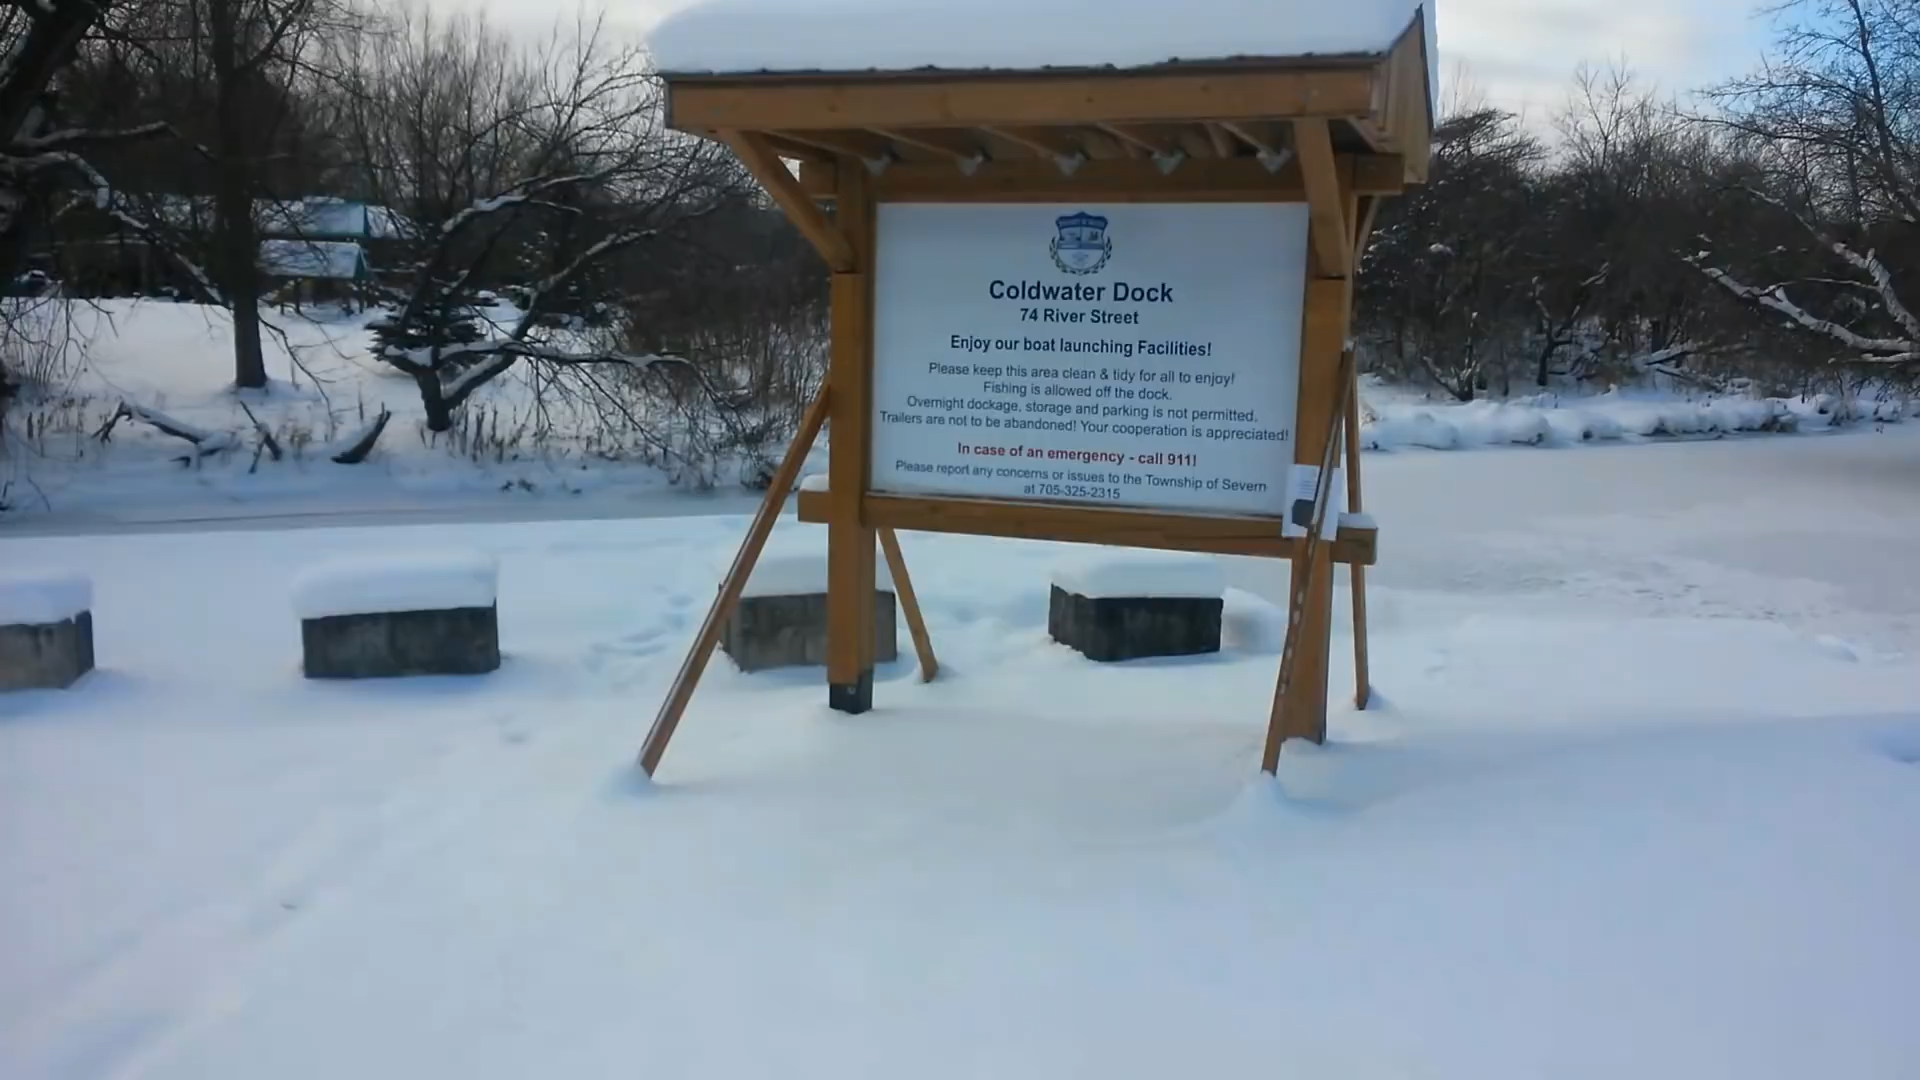 Coldwater Dock
74 River Street
Enjoy our boat launching Facilities!
Please keep this area clean & tidy for all to enjoy!
Fishing is allowed off the dock.
Overnight dockage, storage and parking is not permitted.
Trailers are not to be abandoned! Your cooperation is appreciated!
In case of an emergency - call 911!
Please report any concerns or issues to the Township of Severn
at 705-325-2315